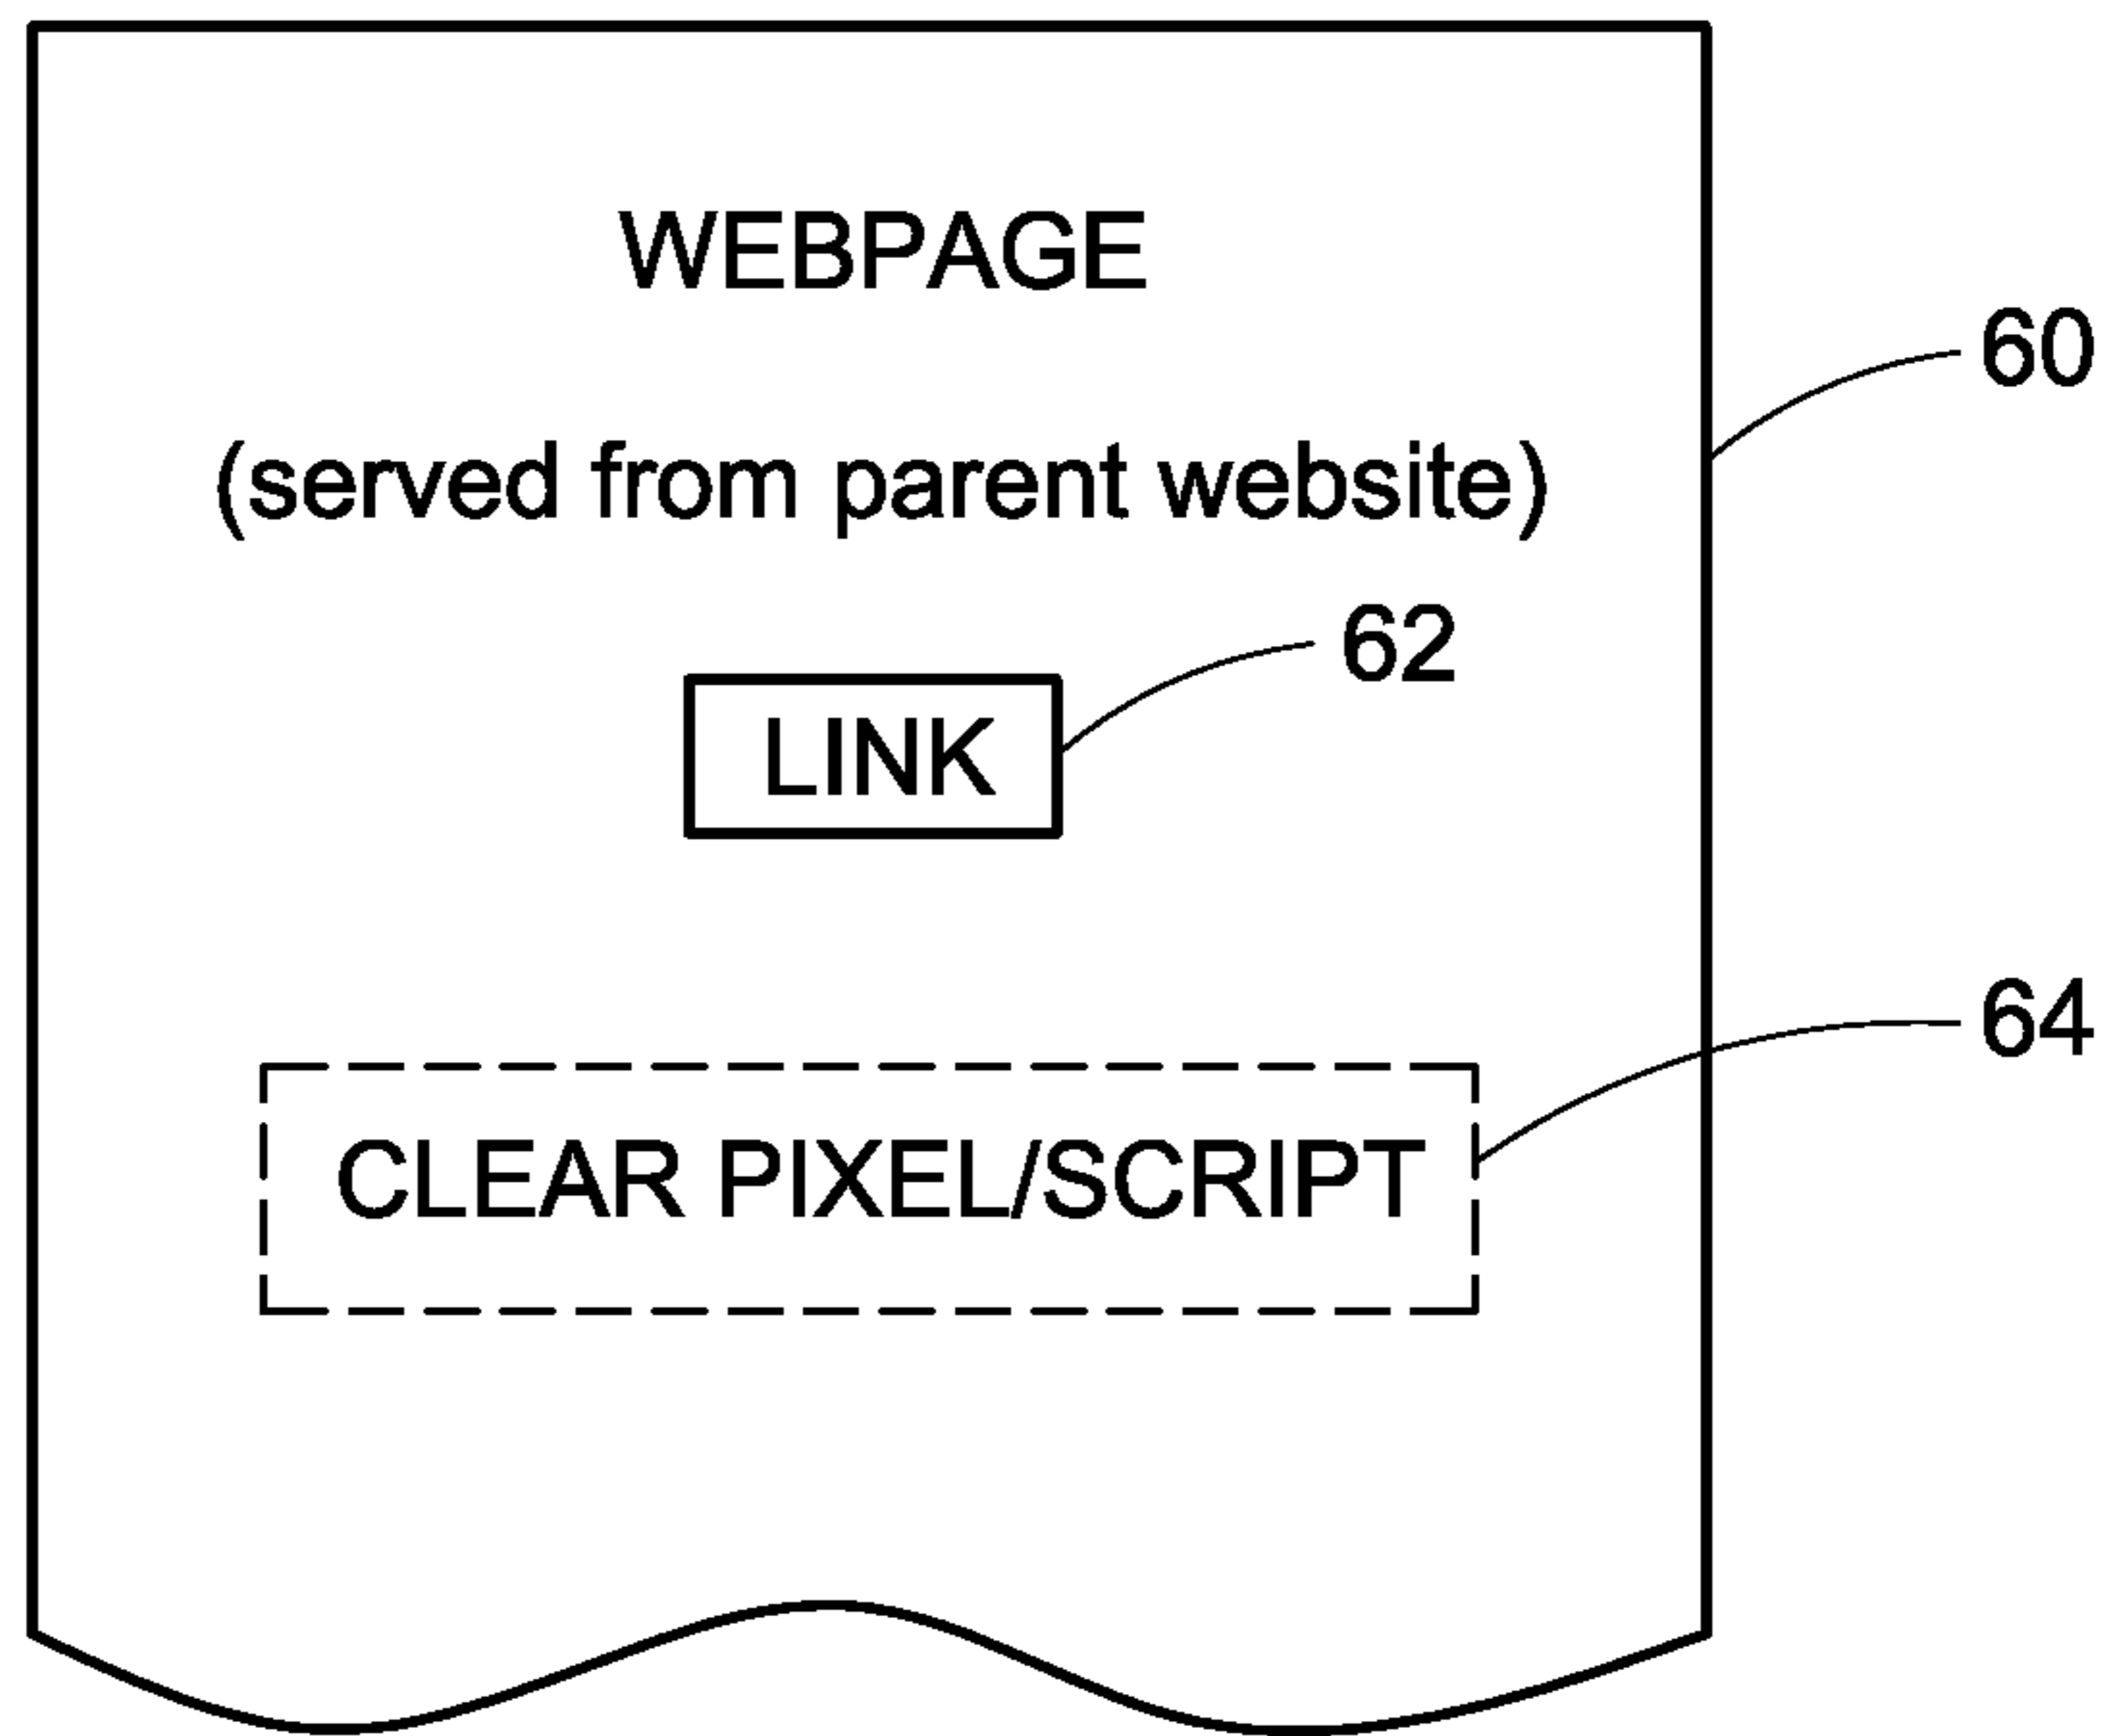 WEBPAGE
60
(served from parent website)
62
LINK
64
CLEAR PIXEL/SCRIPT